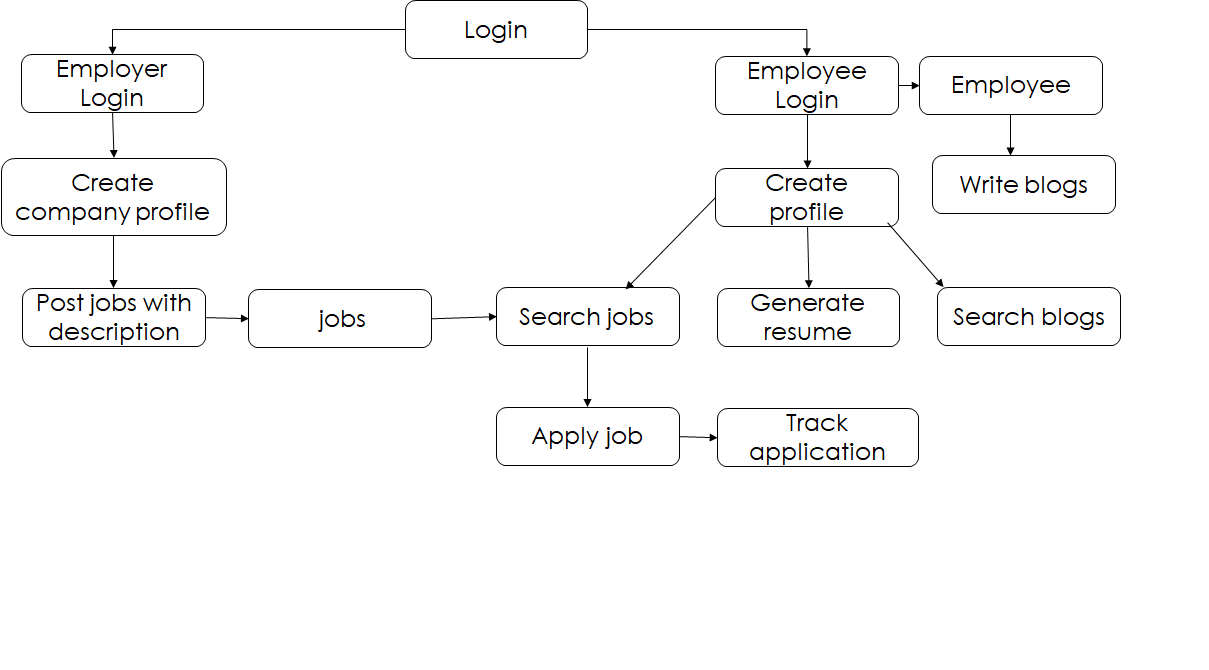 Login
Employer
Login
Employee
Login
Employee
Create
company profile
Create
profile
Write blogs
Post jobs with
description
jobs
Search jobs
Generate
resume
Search blogs
Apply job
Track
application